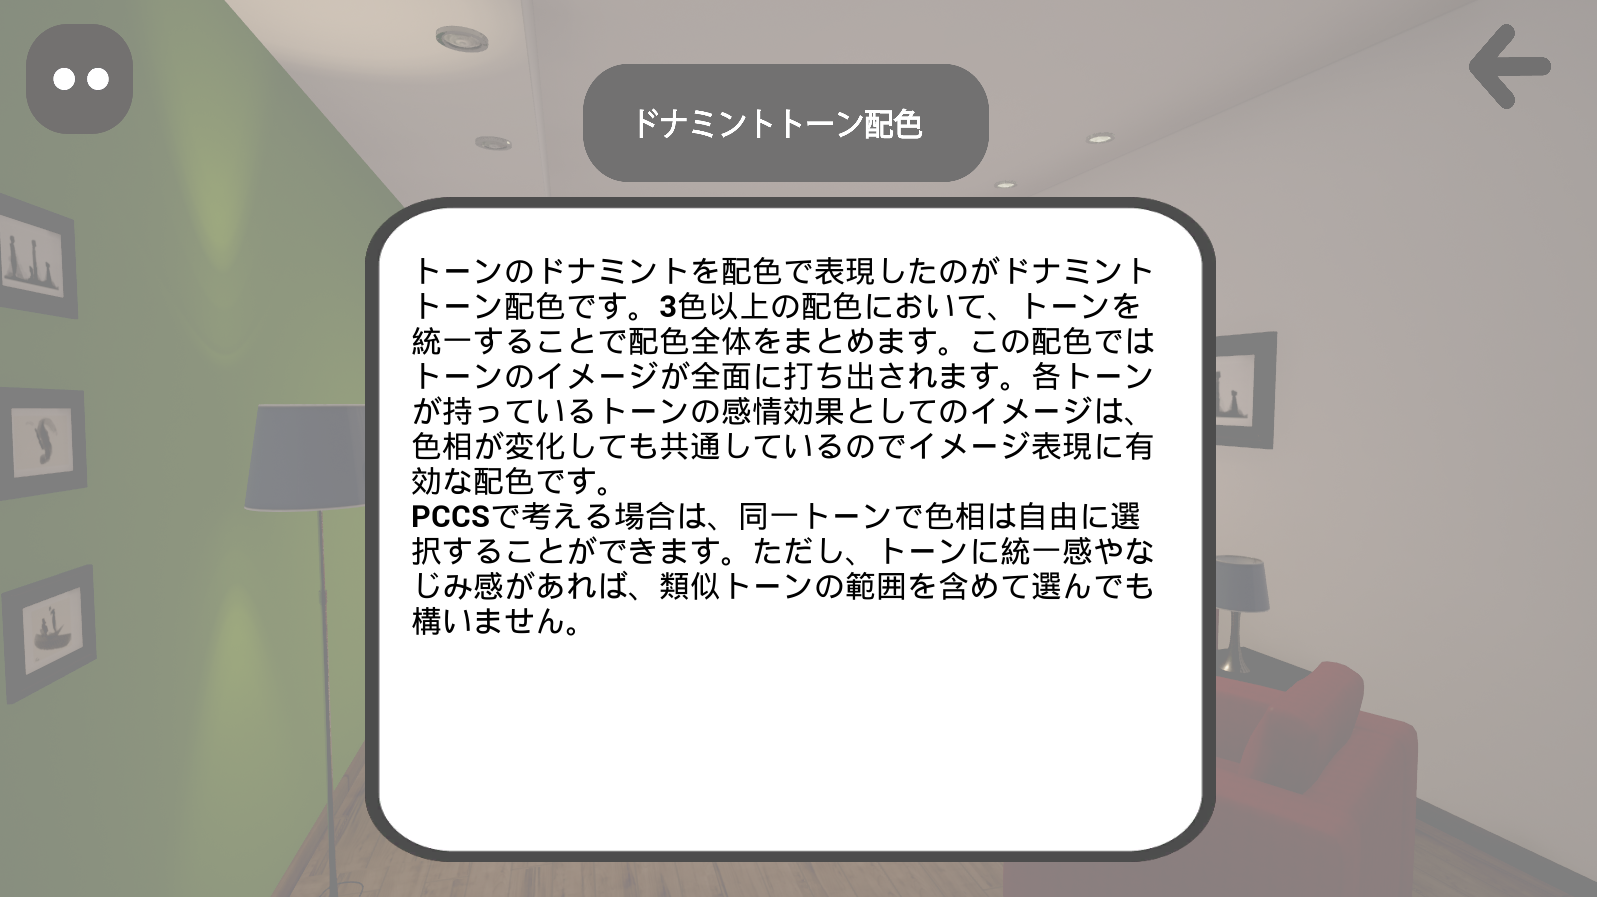 ドナミントトーン配色
トーンのドナミントを配色で表現したのがドナミント
トーン配色です。3色以上の配色において、トーンを
統一することで配色全体をまとめます。この配色では
トーンのイメージが全面に打ち出されます。各トーン
が持っているトーンの感情効果としてのイメージは、
色相が変化しても共通しているのでイメージ表現に有
効な配色です。
PCCSで考える場合は、同一トーンで色相は自由に選
択することができます。ただし、トーンに統一感やな
じみ感があれば、類似トーンの範囲を含めて選んでも
構いません。